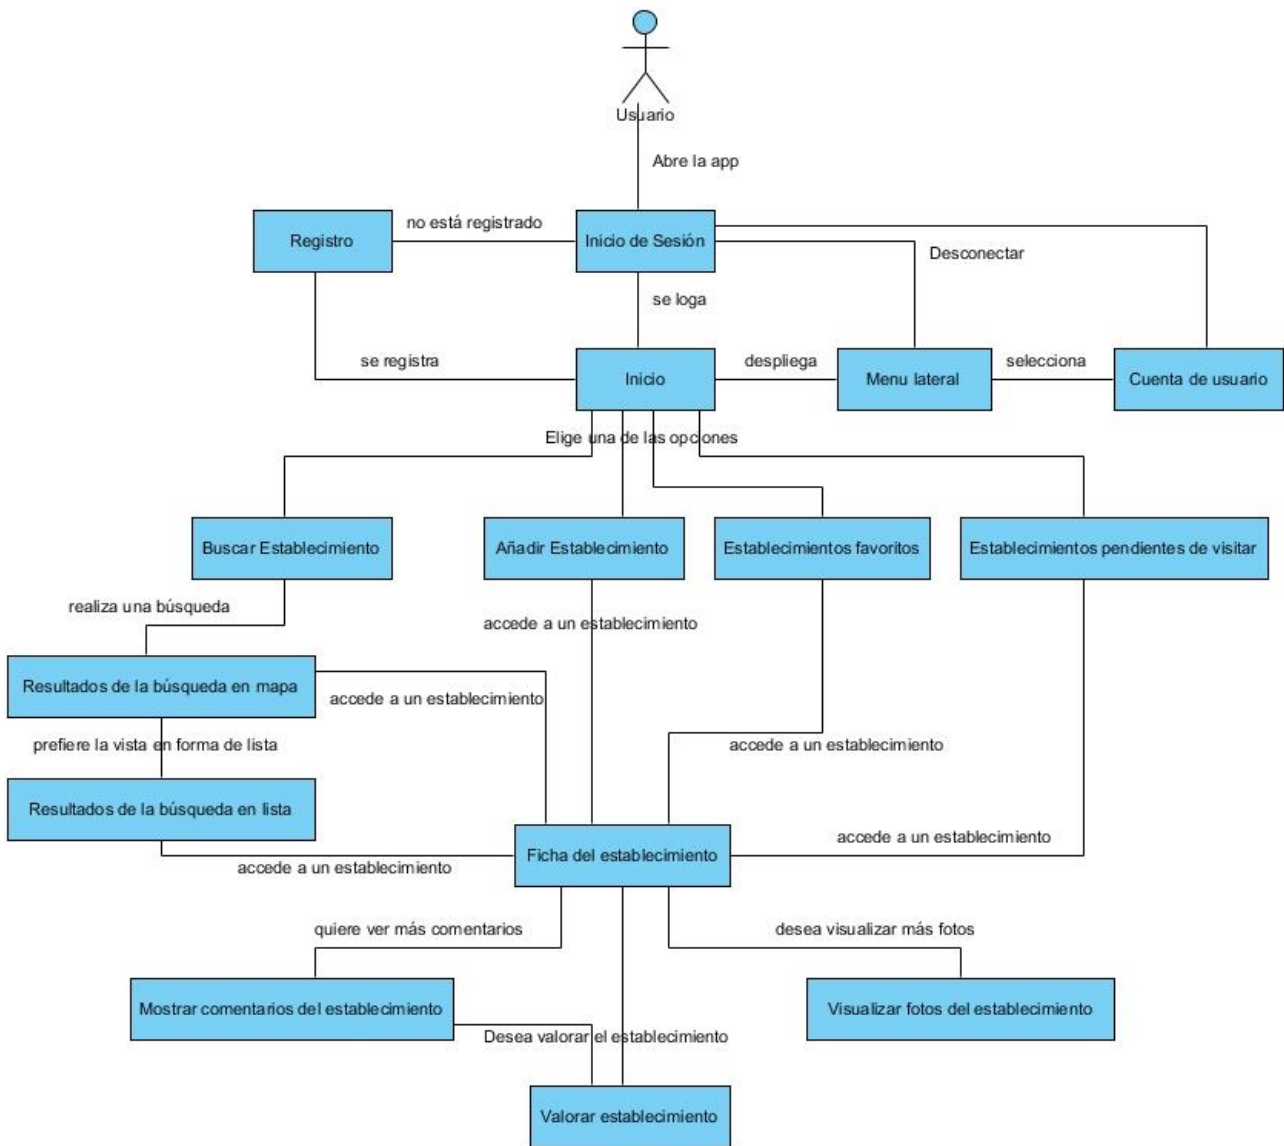 Usuario
Abre la app
no está registrado
Registro
Inicio de Sesión
Desconectar
se loga
se registra
despliega
selecciona
Inicio
Menu lateral
Cuenta de usuario
Elige una de las opciones
Buscar Establecimiento
Añadir Establecimiento
Establecimientos favoritos
Establecimientos pendientes de visitar
realiza una búsqueda
accede a un establecimiento
Resultados de la búsqueda en mapa
accede a un establecimiento
prefiere la vista en forma de lista
accede a un establecimiento
Resultados de la búsqueda en lista
accede a un establecimiento
Ficha del establecimiento
accede a un establecimiento
quiere ver más comentarios
desea visualizar más fotos
Mostrar comentarios del establecimiento
Visualizar fotos del establecimiento
Desea valorar el establecimiento
Valorar establecimiento